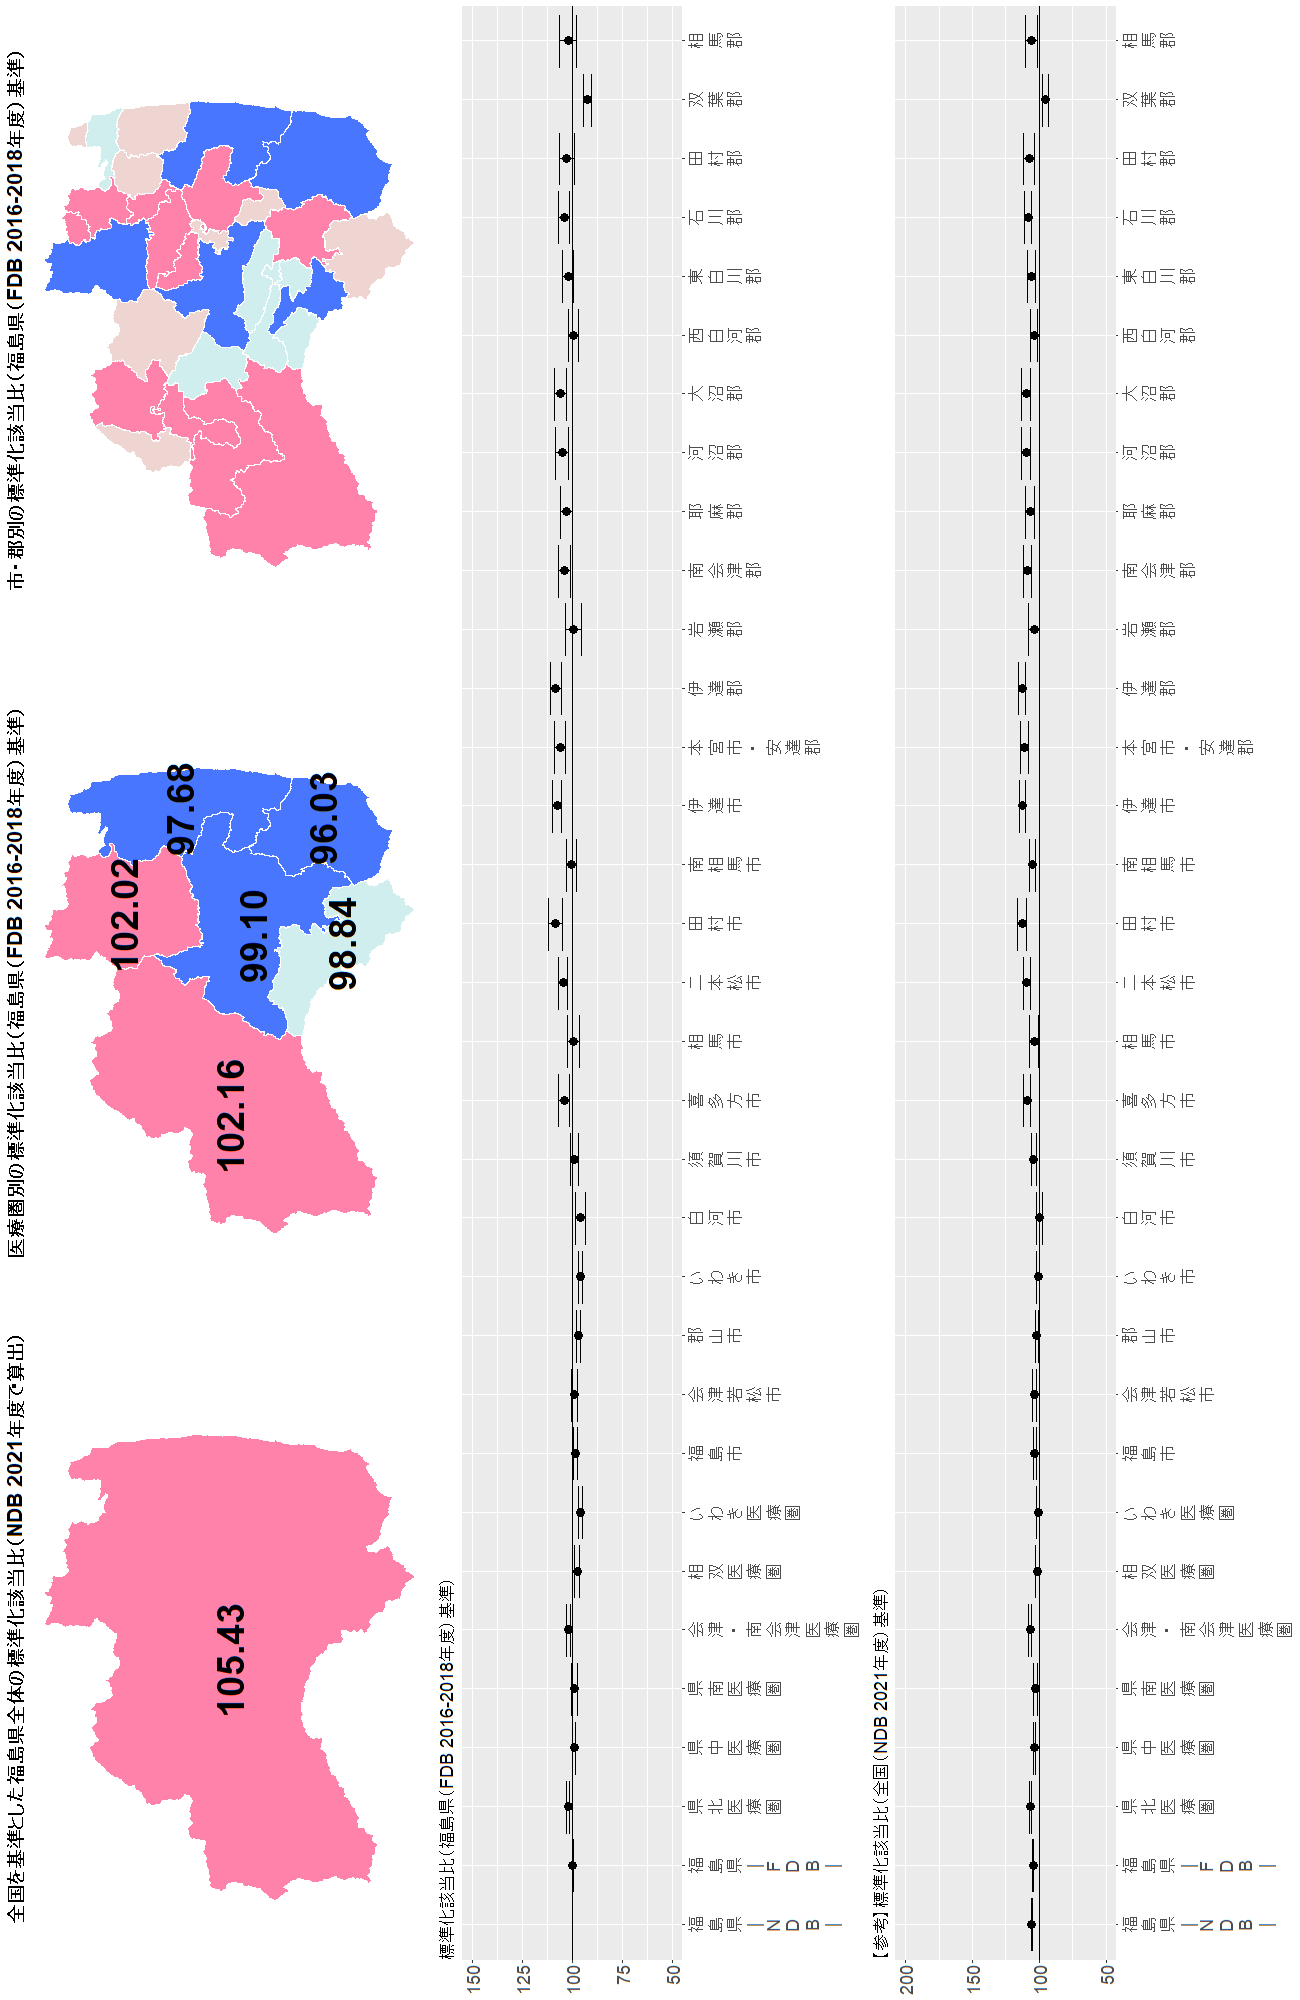 全国を基準とした福島県全体の標準化該当比（NDB 2021年度で算出）
105.43
医療圏別の標準化該当比（福島県（FDB 2016-2018年度）基準）
102.02
97.68
99.10
96.03
98.84
102.16
市・郡別の標準化該当比（福島県（FDB 2016-2018年度）基準）
標準化該当比（福島県（FDB 2016-2018年度）基準）
150
100
75
125
50
福島県｜NDB｜
福島県｜FDB｜
県北医療圏
県中医療圏
県南医療圏
会津・南会津医療圏
相双医療圏
いわき医療圏
福島市
会津若松市
郡山市
いわき市
白河市
須賀川市
喜多方市
相馬市
二本松市
田村市
南相馬市
伊達市
本宮市・安達郡
伊達郡
岩瀬郡
南会津郡
耶麻郡
河沼郡
大沼郡
西白河郡
東白川郡
石川郡
田村郡
双葉郡
相馬郡
【参考】標準化該当比（全国（NDB 2021年度）基準）
200
150
100
50
福島県｜NDB｜
福島県｜FDB｜
県北医療圏
県中医療圏
県南医療圏
会津・南会津医療圏
相双医療圏
いわき医療圏
福島市
会津若松市
郡山市
いわき市
白河市
須賀川市
喜多方市
相馬市
二本松市
田村市
南相馬市
伊達市
本宮市・安達郡
伊達郡
岩瀬郡
南会津郡
耶麻郡
河沼郡
大沼郡
西白河郡
東白川郡
石川郡
田村郡
双葉郡
相馬郡